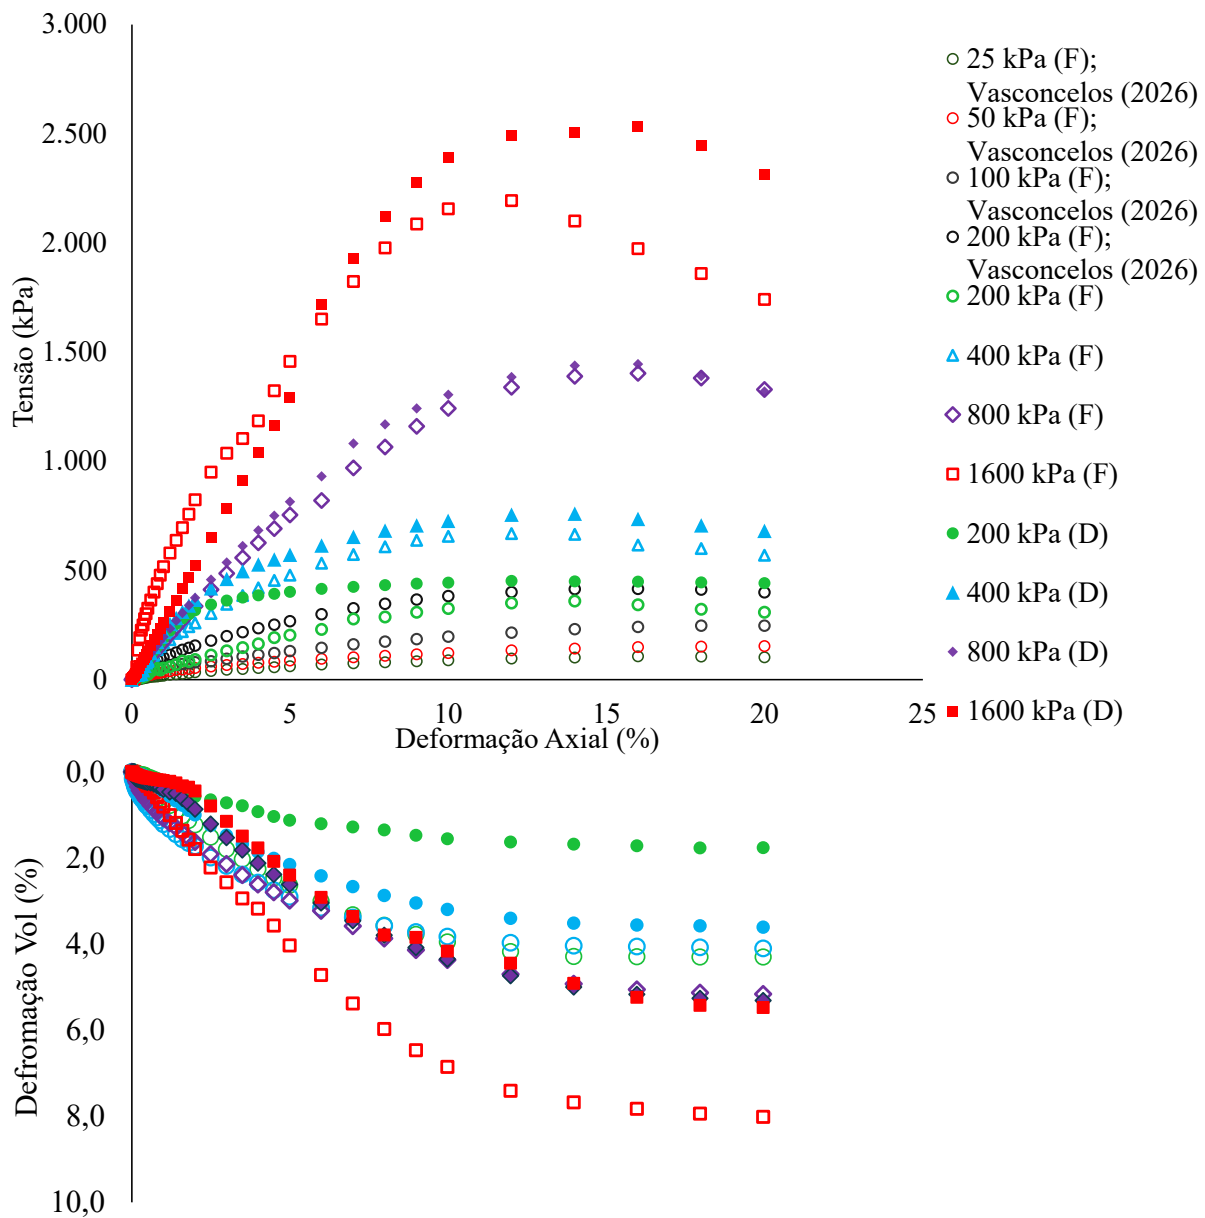 3.000
2.500
2.000
1.500
1.000
500
0
Tensão (kPa)
0
5
10
15
20
25
Deformação Axial (%)
25 kPa (F);
Vasconcelos (2026)
50 kPa (F);
Vasconcelos (2026)
100 kPa (F);
Vasconcelos (2026)
200 kPa (F);
Vasconcelos (2026)
200 kPa (F)
400 kPa (F)
800 kPa (F)
1600 kPa (F)
200 kPa (D)
400 kPa (D)
800 kPa (D)
1600 kPa (D)
0,0
2,0
4,0
6,0
8,0
10,0
Defromação Vol (%)